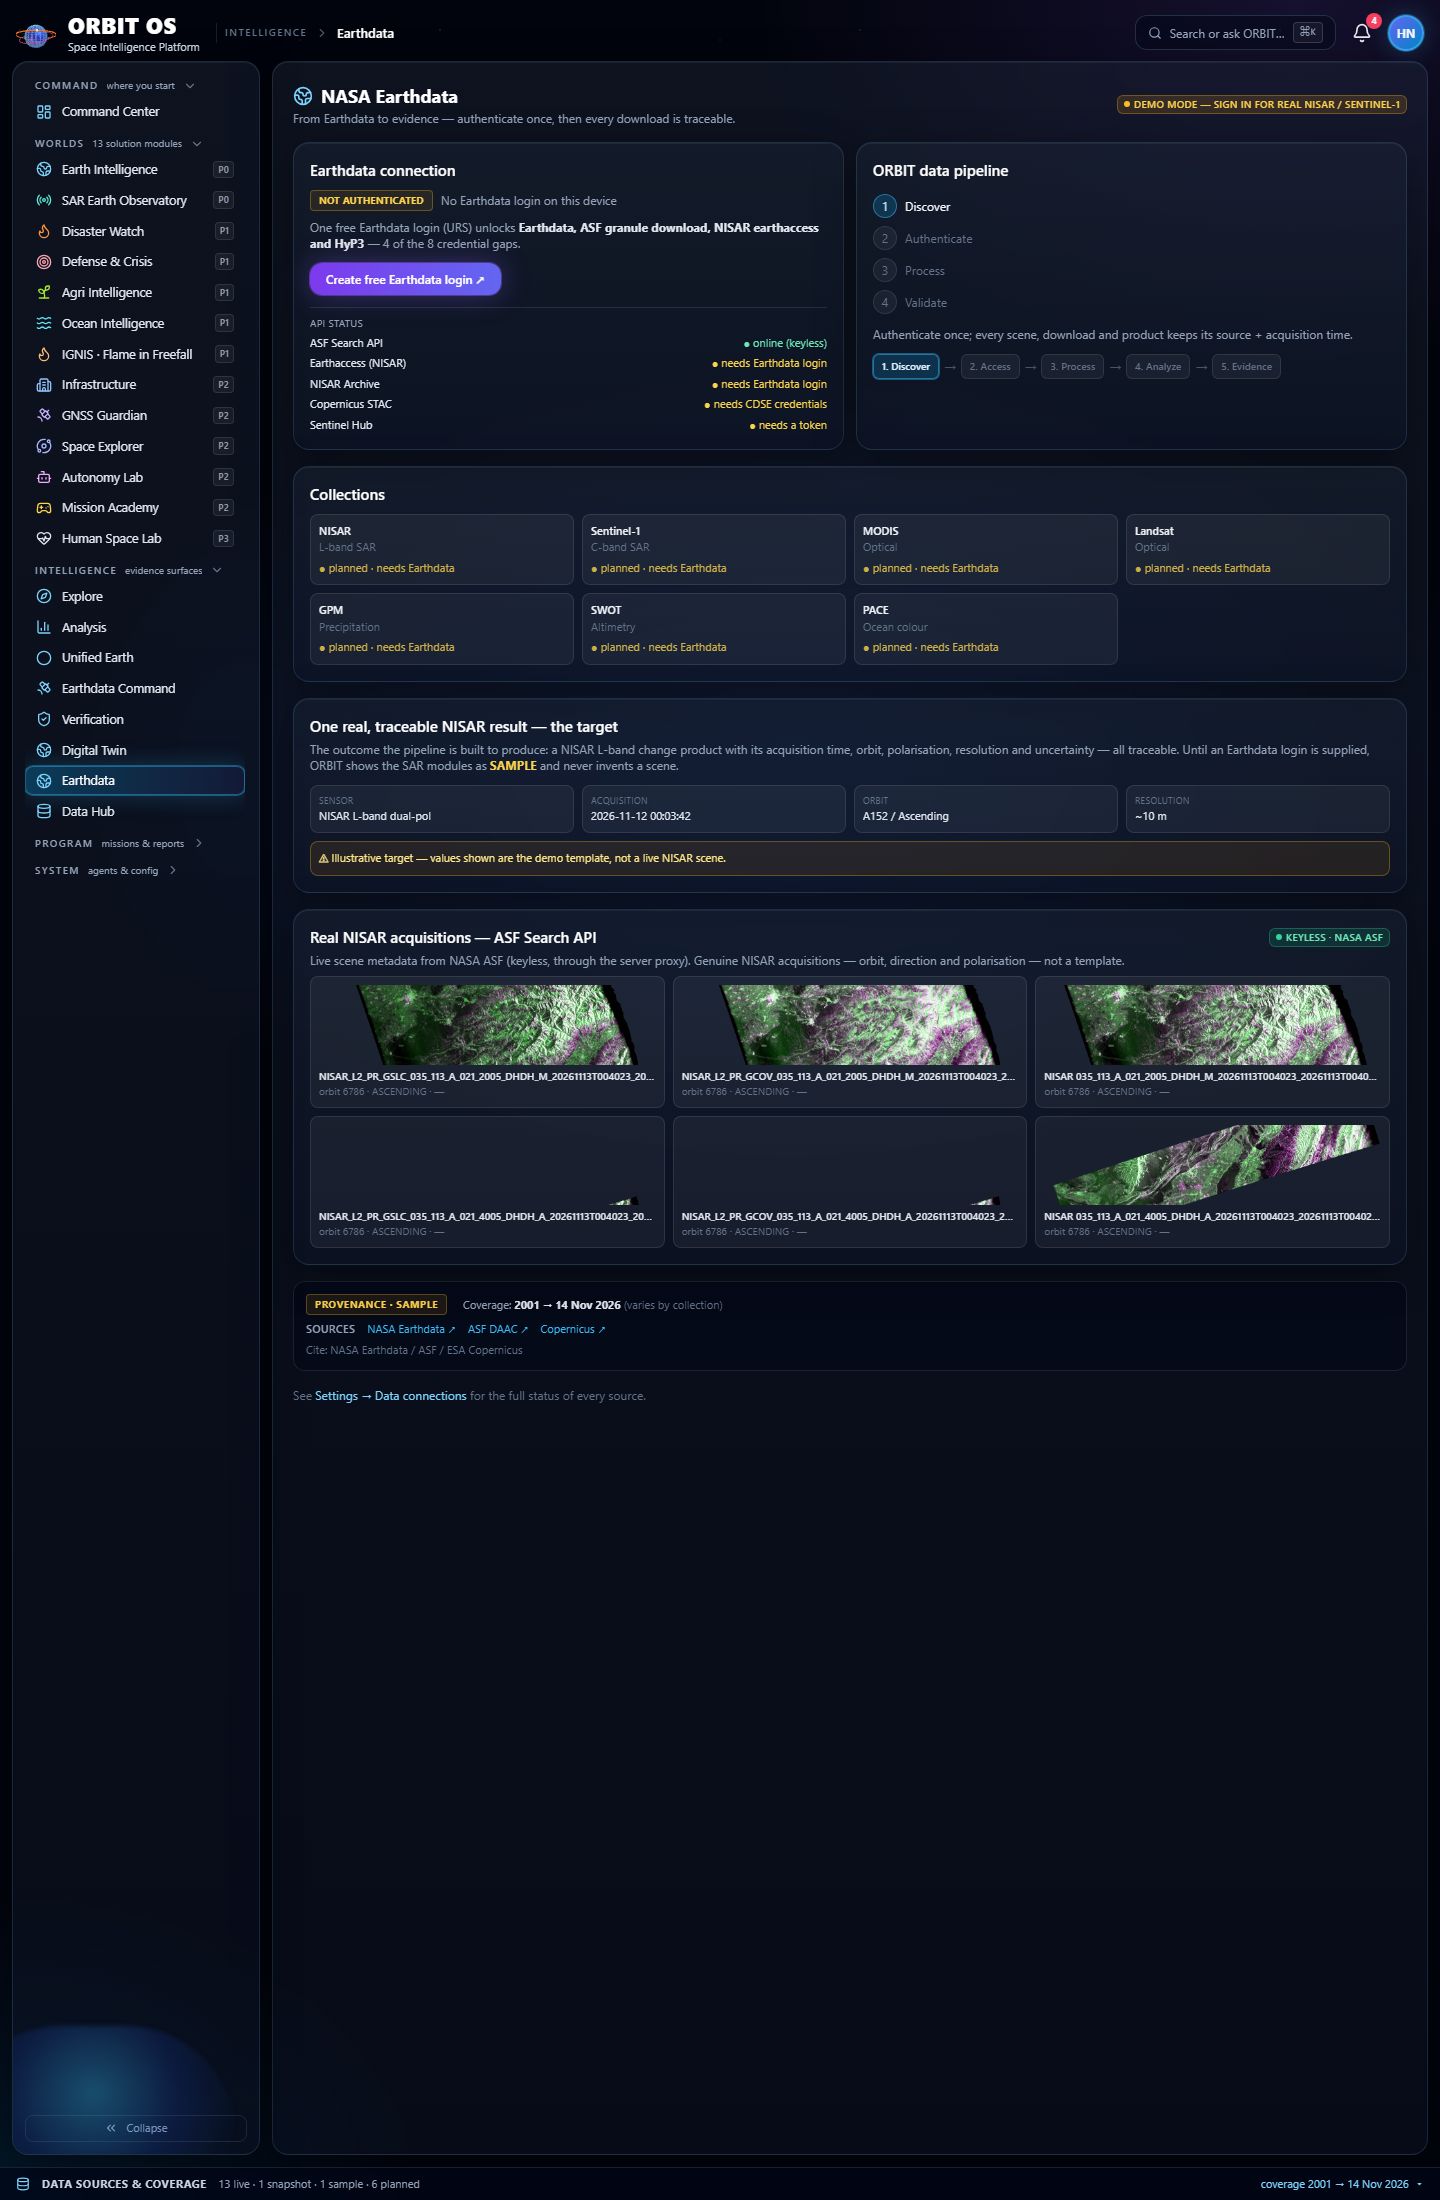 ORBIT OS
Space Intelligence Platform
INTELLIGENCE > Earthdata
Search or ask ORBIT... ⌘K
4
HN
COMMAND where you start
Command Center
WORLDS 13 solution modules
Earth Intelligence P0
SAR Earth Observatory P0
Disaster Watch P1
Defense & Crisis P1
Agri Intelligence P1
Ocean Intelligence P1
IGNIS · Flame in Freefall P1
Infrastructure P2
GNSS Guardian P2
Space Explorer P2
Autonomy Lab P2
Mission Academy P2
Human Space Lab P3
INTELLIGENCE evidence surfaces
Explore
Analysis
Unified Earth
Earthdata Command
Verification
Digital Twin
Earthdata
Data Hub
PROGRAM missions & reports
SYSTEM agents & config
« Collapse
NASA Earthdata
From Earthdata to evidence — authenticate once, then every download is traceable.
● DEMO MODE — SIGN IN FOR REAL NISAR / SENTINEL-1
Earthdata connection
NOT AUTHENTICATED No Earthdata login on this device
One free Earthdata login (URS) unlocks Earthdata, ASF granule download, NISAR earthaccess
and HyP3 — 4 of the 8 credential gaps.
Create free Earthdata login ↗
API STATUS
ASF Search API ● online (keyless)
Earthaccess (NISAR) ● needs Earthdata login
NISAR Archive ● needs Earthdata login
Copernicus STAC ● needs CDSE credentials
Sentinel Hub ● needs a token
ORBIT data pipeline
1 Discover
2 Authenticate
3 Process
4 Validate
Authenticate once; every scene, download and product keeps its source + acquisition time.
1. Discover → 2. Access → 3. Process → 4. Analyze → 5. Evidence
Collections
NISAR
L-band SAR
● planned · needs Earthdata
Sentinel-1
C-band SAR
● planned · needs Earthdata
MODIS
Optical
● planned · needs Earthdata
Landsat
Optical
● planned · needs Earthdata
GPM
Precipitation
● planned · needs Earthdata
SWOT
Altimetry
● planned · needs Earthdata
PACE
Ocean colour
● planned · needs Earthdata
One real, traceable NISAR result — the target
The outcome the pipeline is built to produce: a NISAR L-band change product with its acquisition time, orbit, polarisation, resolution and uncertainty — all traceable. Until an Earthdata login is supplied,
ORBIT shows the SAR modules as SAMPLE and never invents a scene.
SENSOR
NISAR L-band dual-pol
ACQUISITION
2026-11-12 00:03:42
ORBIT
A152 / Ascending
RESOLUTION
~10 m
⚠ Illustrative target — values shown are the demo template, not a live NISAR scene.
Real NISAR acquisitions — ASF Search API
● KEYLESS · NASA ASF
Live scene metadata from NASA ASF (keyless, through the server proxy). Genuine NISAR acquisitions — orbit, direction and polarisation — not a template.
NISAR_L2_PR_GSLC_035_113_A_021_2005_DHDH_M_20261113T004023_20...
orbit 6786 · ASCENDING · —
NISAR_L2_PR_GCOV_035_113_A_021_2005_DHDH_M_20261113T004023_2...
orbit 6786 · ASCENDING · —
NISAR 035_113_A_021_2005_DHDH_M_20261113T004023_20261113T0040...
orbit 6786 · ASCENDING · —
NISAR_L2_PR_GSLC_035_113_A_021_4005_DHDH_A_20261113T004023_20...
orbit 6786 · ASCENDING · —
NISAR_L2_PR_GCOV_035_113_A_021_4005_DHDH_A_20261113T004023_2...
orbit 6786 · ASCENDING · —
NISAR 035_113_A_021_4005_DHDH_A_20261113T004023_20261113T00402...
orbit 6786 · ASCENDING · —
PROVENANCE · SAMPLE Coverage: 2001 → 14 Nov 2026 (varies by collection)
SOURCES NASA Earthdata ↗ ASF DAAC ↗ Copernicus ↗
Cite: NASA Earthdata / ASF / ESA Copernicus
See Settings → Data connections for the full status of every source.
DATA SOURCES & COVERAGE 13 live · 1 snapshot · 1 sample · 6 planned
coverage 2001 → 14 Nov 2026